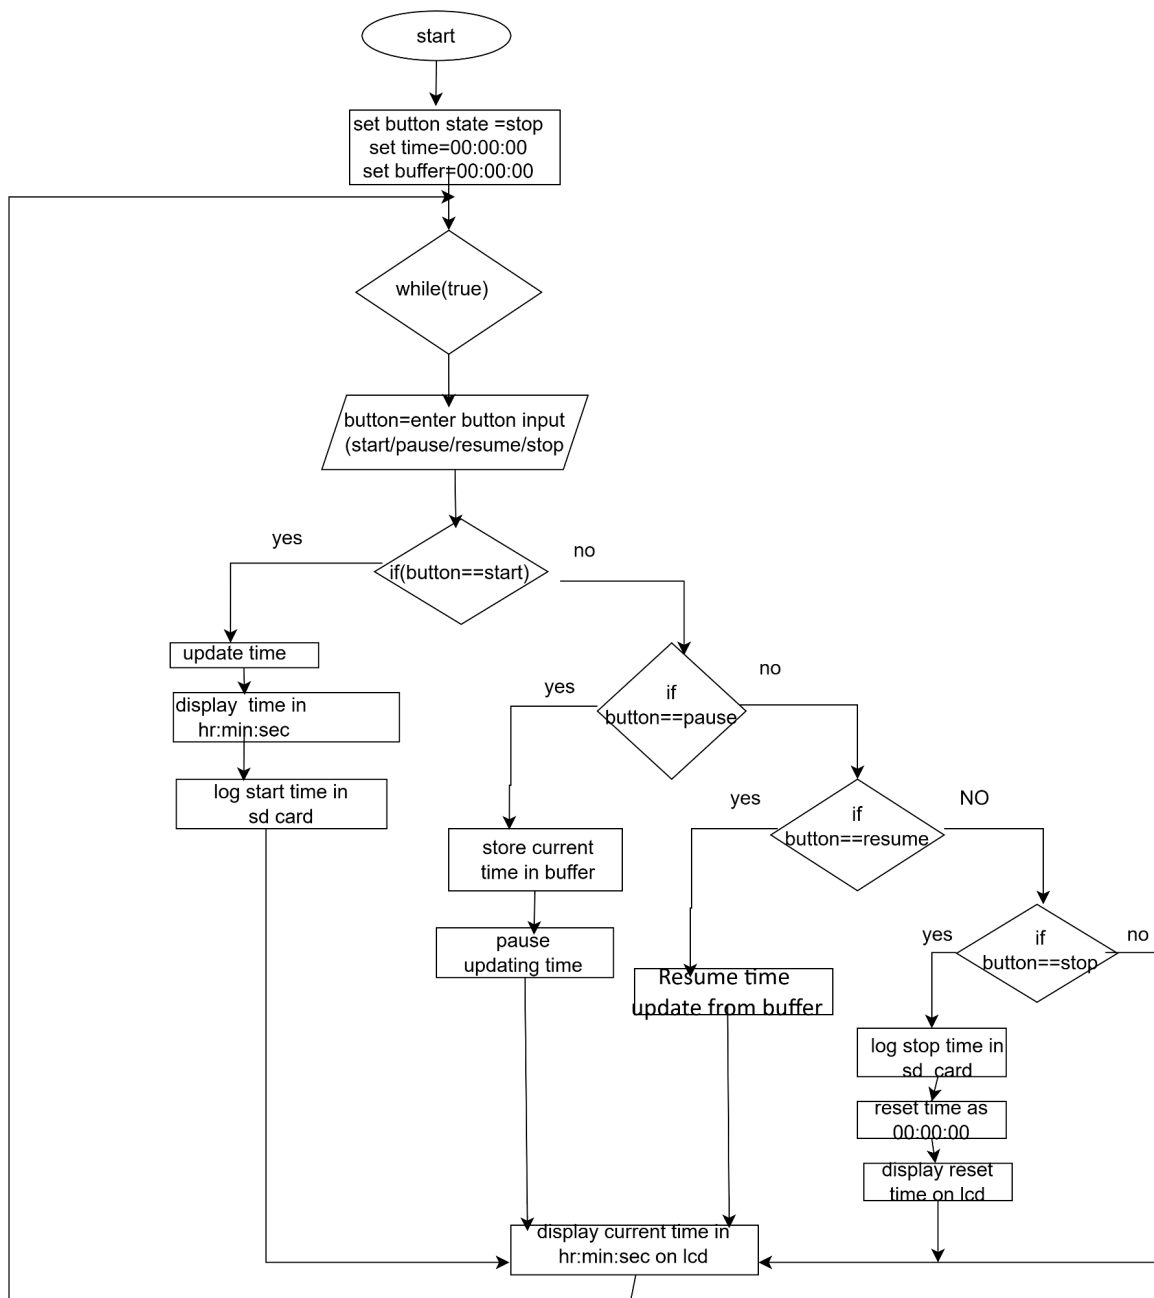 start
set button state =stop
set time=00:00:00
set buffer=00:00:00
while(true)
button=enter button input
(start/pause/resume/stop
yes
if(button==start)
no
update time
display  time in
hr:min:sec
log start time in
sd card
yes
if
button==pause
no
store current
time in buffer
pause
updating time
yes
if
button==resume
NO
Resume time
update from buffer
yes
if
button==stop
no
log stop time in
sd  card
reset time as
00:00:00
display reset
time on lcd
display current time in
hr:min:sec on lcd